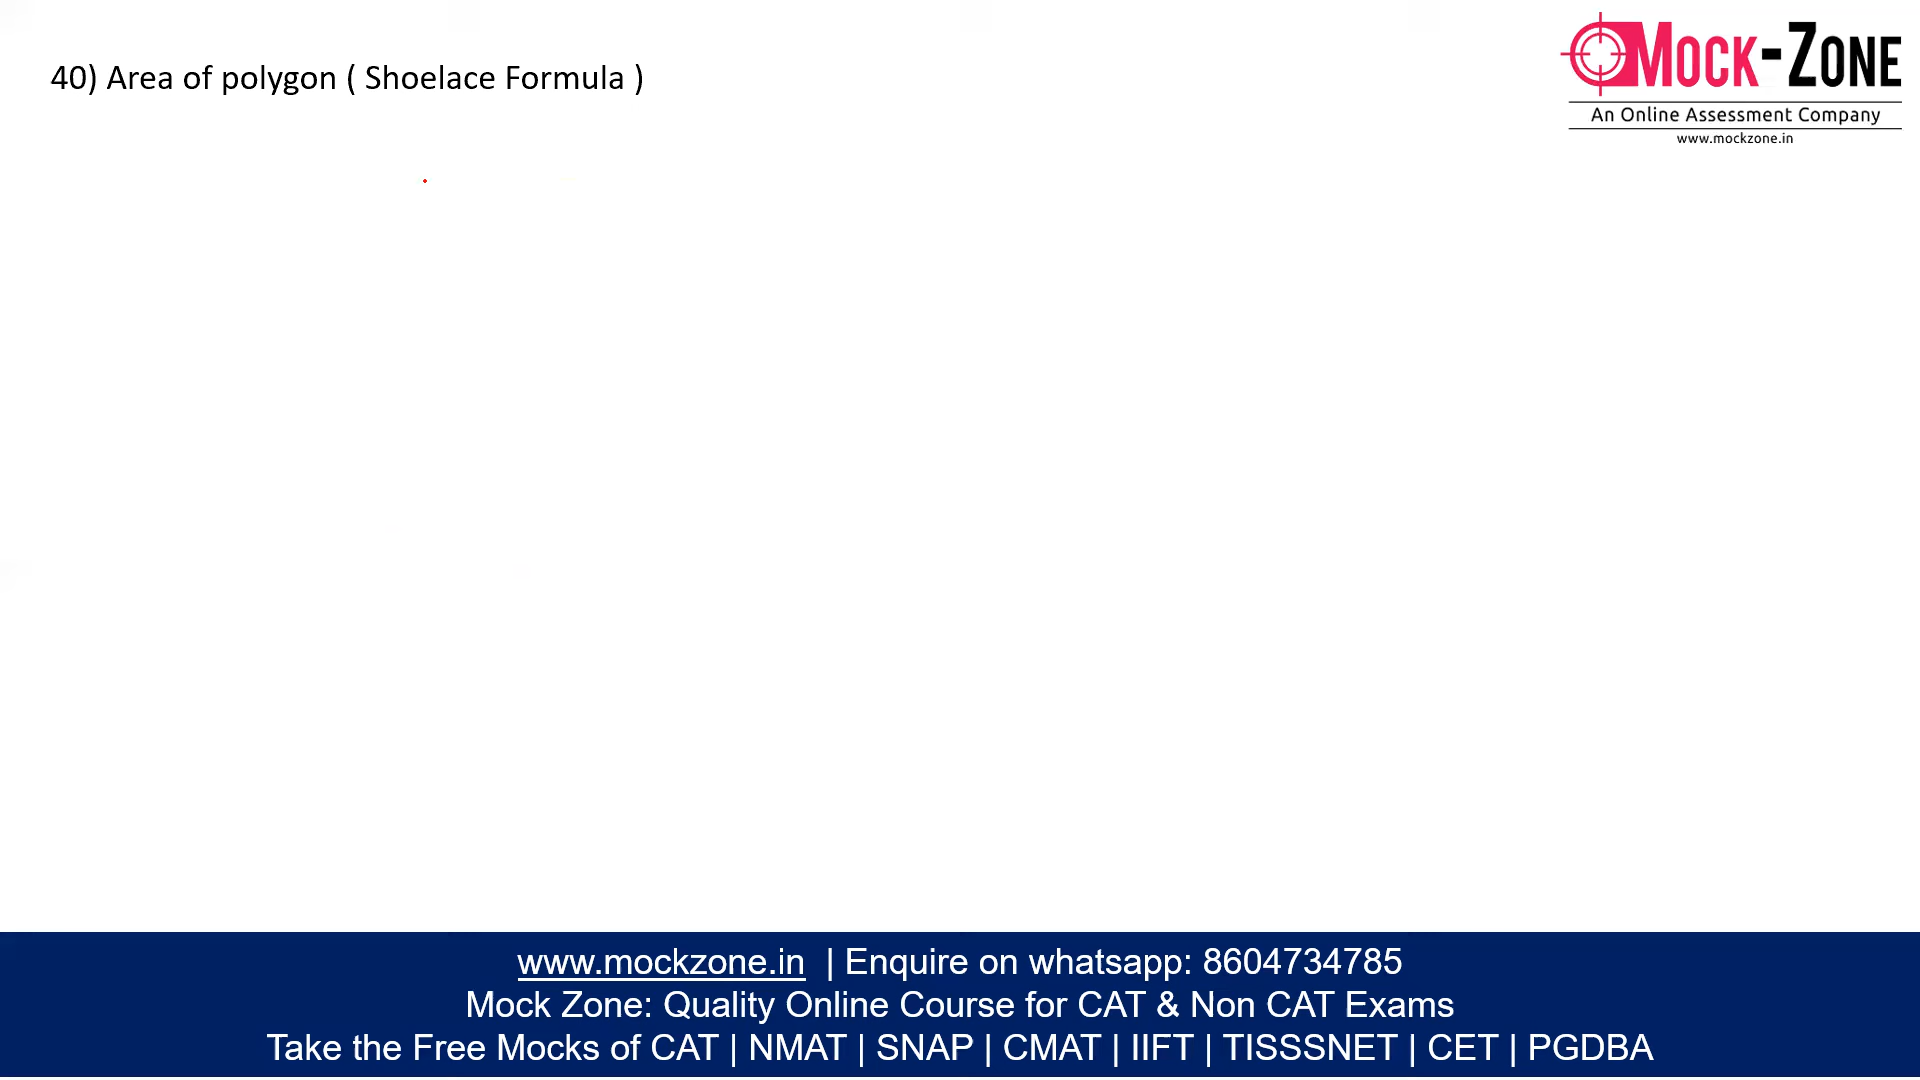 40) Area of polygon ( Shoelace Formula )
MOCK-ZONE
An Online Assessment Company
www.mockzone.in
www.mockzone.in | Enquire on whatsapp: 8604734785
Mock Zone: Quality Online Course for CAT & Non CAT Exams
Take the Free Mocks of CAT | NMAT | SNAP | CMAT | IIFT | TISSSNET | CET | PGDBA